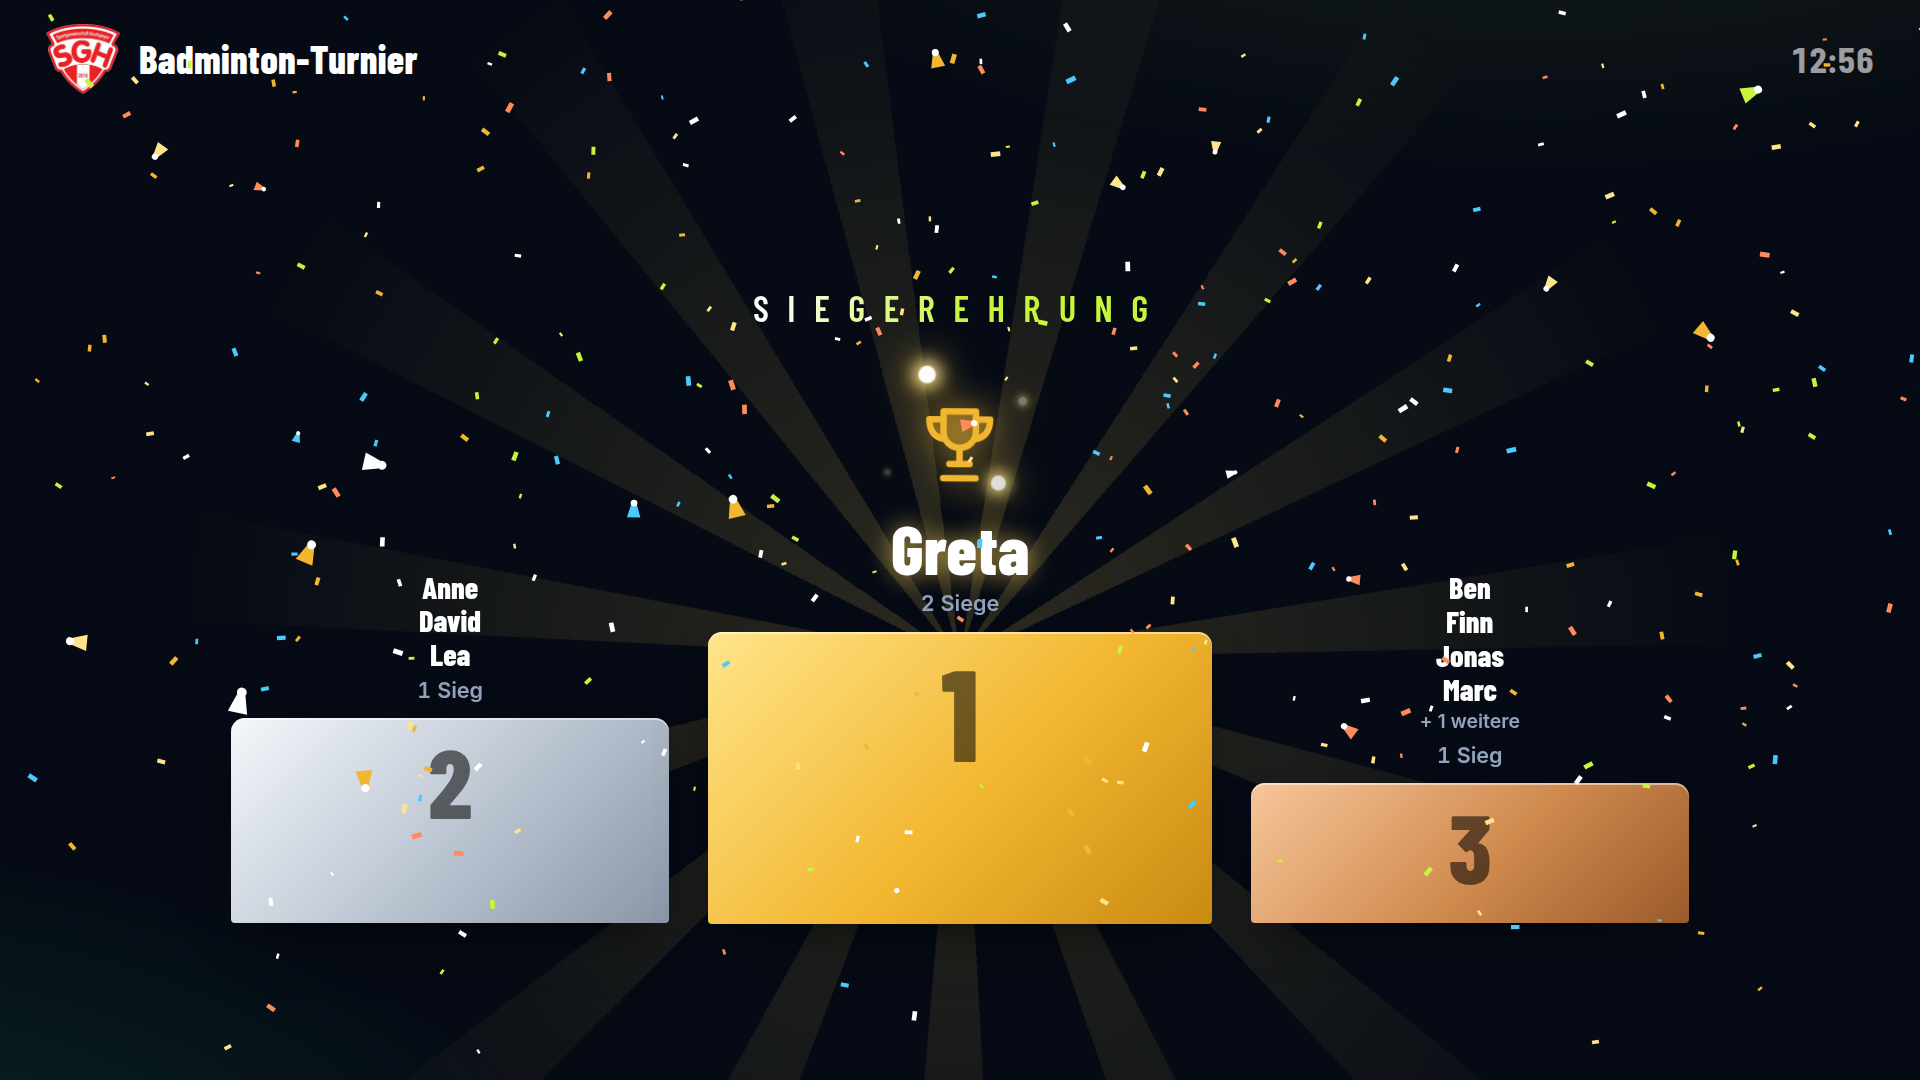 SGH
Badminton-Turnier
12:56
SIEGEREHRUNG
Greta
2 Siege
Anne
David
Lea
1 Sieg
Ben
Finn
Jonas
Marc
+ 1 weitere
1 Sieg
1
2
3